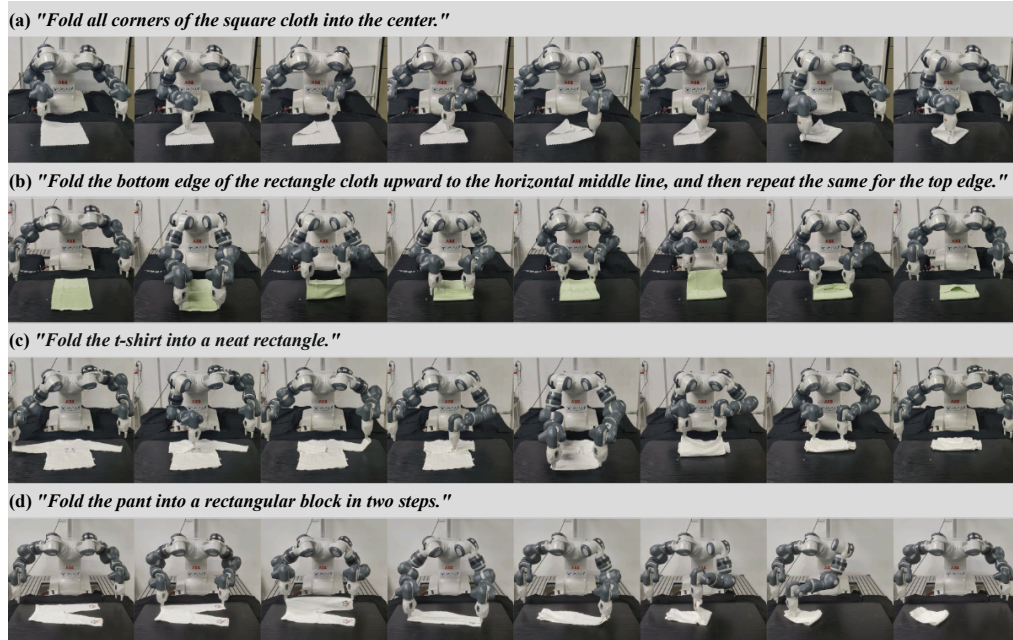 (a) "Fold all corners of the square cloth into the center."
(b) "Fold the bottom edge of the rectangle cloth upward to the horizontal middle line, and then repeat the same for the top edge."
(c) "Fold the t-shirt into a neat rectangle."
(d) "Fold the pant into a rectangular block in two steps."